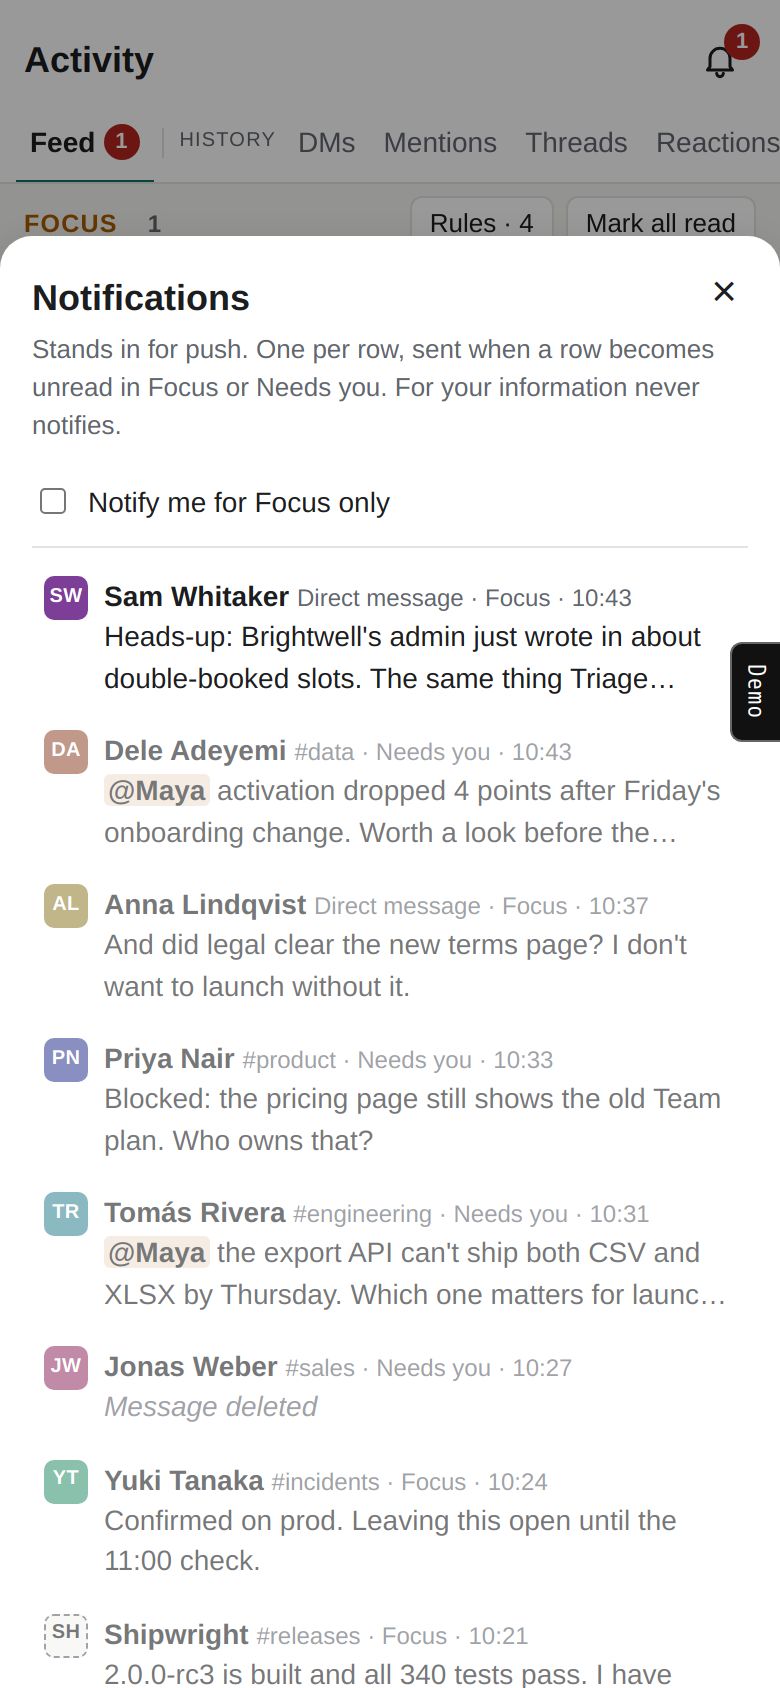 Activity
1
Feed 1 HISTORY DMs Mentions Threads Reactions
FOCUS 1 Rules · 4 Mark all read
Notifications ✕
Stands in for push. One per row, sent when a row becomes
unread in Focus or Needs you. For your information never
notifies.
Notify me for Focus only
SW Sam Whitaker Direct message · Focus · 10:43
Heads-up: Brightwell's admin just wrote in about
double-booked slots. The same thing Triage…
Demo
DA Dele Adeyemi #data · Needs you · 10:43
@Maya activation dropped 4 points after Friday's
onboarding change. Worth a look before the…
AL Anna Lindqvist Direct message · Focus · 10:37
And did legal clear the new terms page? I don't
want to launch without it.
PN Priya Nair #product · Needs you · 10:33
Blocked: the pricing page still shows the old Team
plan. Who owns that?
TR Tomás Rivera #engineering · Needs you · 10:31
@Maya the export API can't ship both CSV and
XLSX by Thursday. Which one matters for launc…
JW Jonas Weber #sales · Needs you · 10:27
Message deleted
YT Yuki Tanaka #incidents · Focus · 10:24
Confirmed on prod. Leaving this open until the
11:00 check.
SH Shipwright #releases · Focus · 10:21
2.0.0-rc3 is built and all 340 tests pass. I have